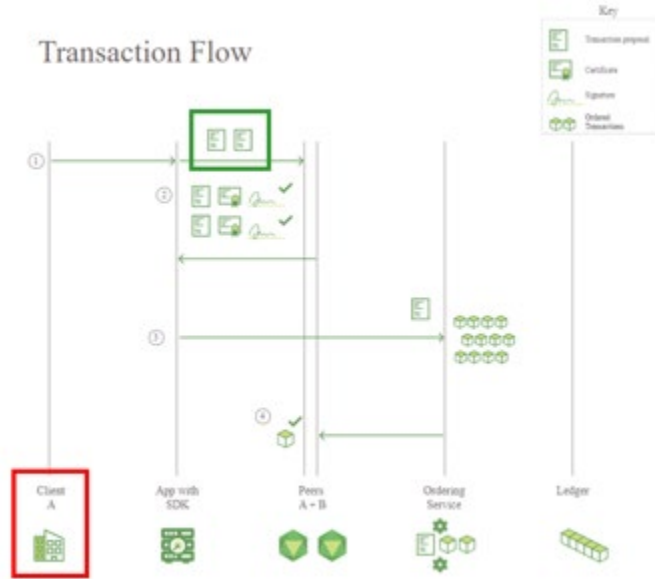 Key
Transaction proposal
Certificate
Signature
Ordered
Transactions
Transaction Flow
1
2
3
4
Client
A
App with
SDK
Peers
A + B
Ordering
Service
Ledger